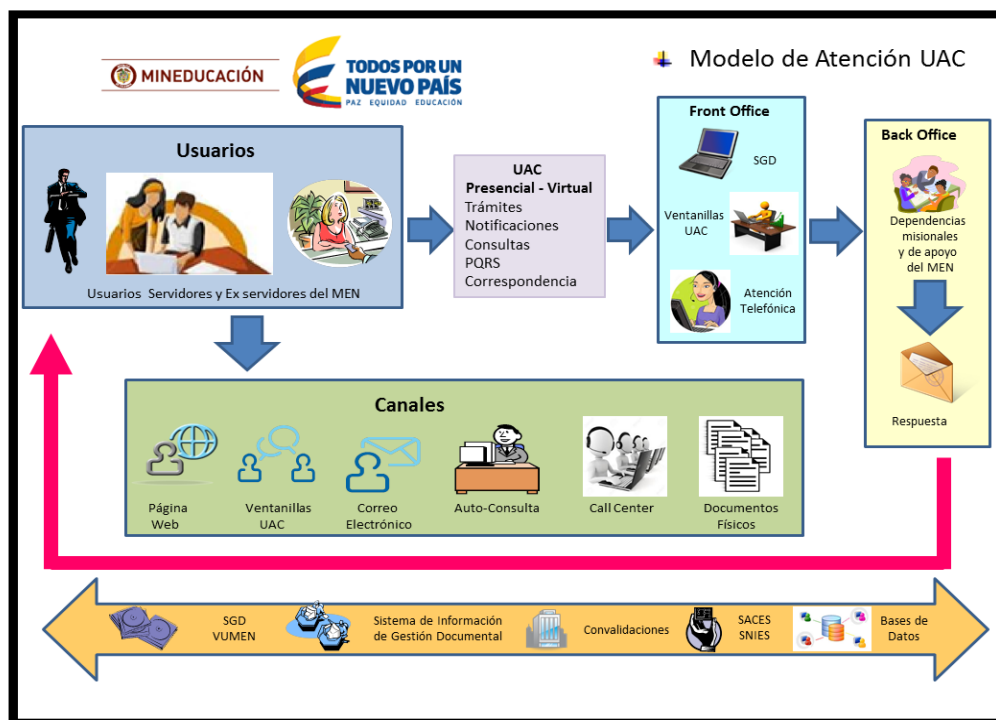 MINEDUCACIÓN
TODOS POR UN
NUEVO PAÍS
PAZ EQUIDAD EDUCACIÓN
Modelo de Atención UAC
Usuarios
Usuarios Servidores y Ex servidores del MEN
UAC
Presencial - Virtual
Trámites
Notificaciones
Consultas
PQRS
Correspondencia
Front Office
SGD
Ventanillas
UAC
Atención
Telefónica
Back Office
Dependencias
misionales
y de apoyo
del MEN
Respuesta
Canales
Página
Web
Ventanillas
UAC
Correo
Electrónico
Auto-Consulta
Call Center
Documentos
Físicos
SGD
VUMEN
Sistema de Información
de Gestión Documental
Convalidaciones
SACES
SNIES
Bases de
Datos